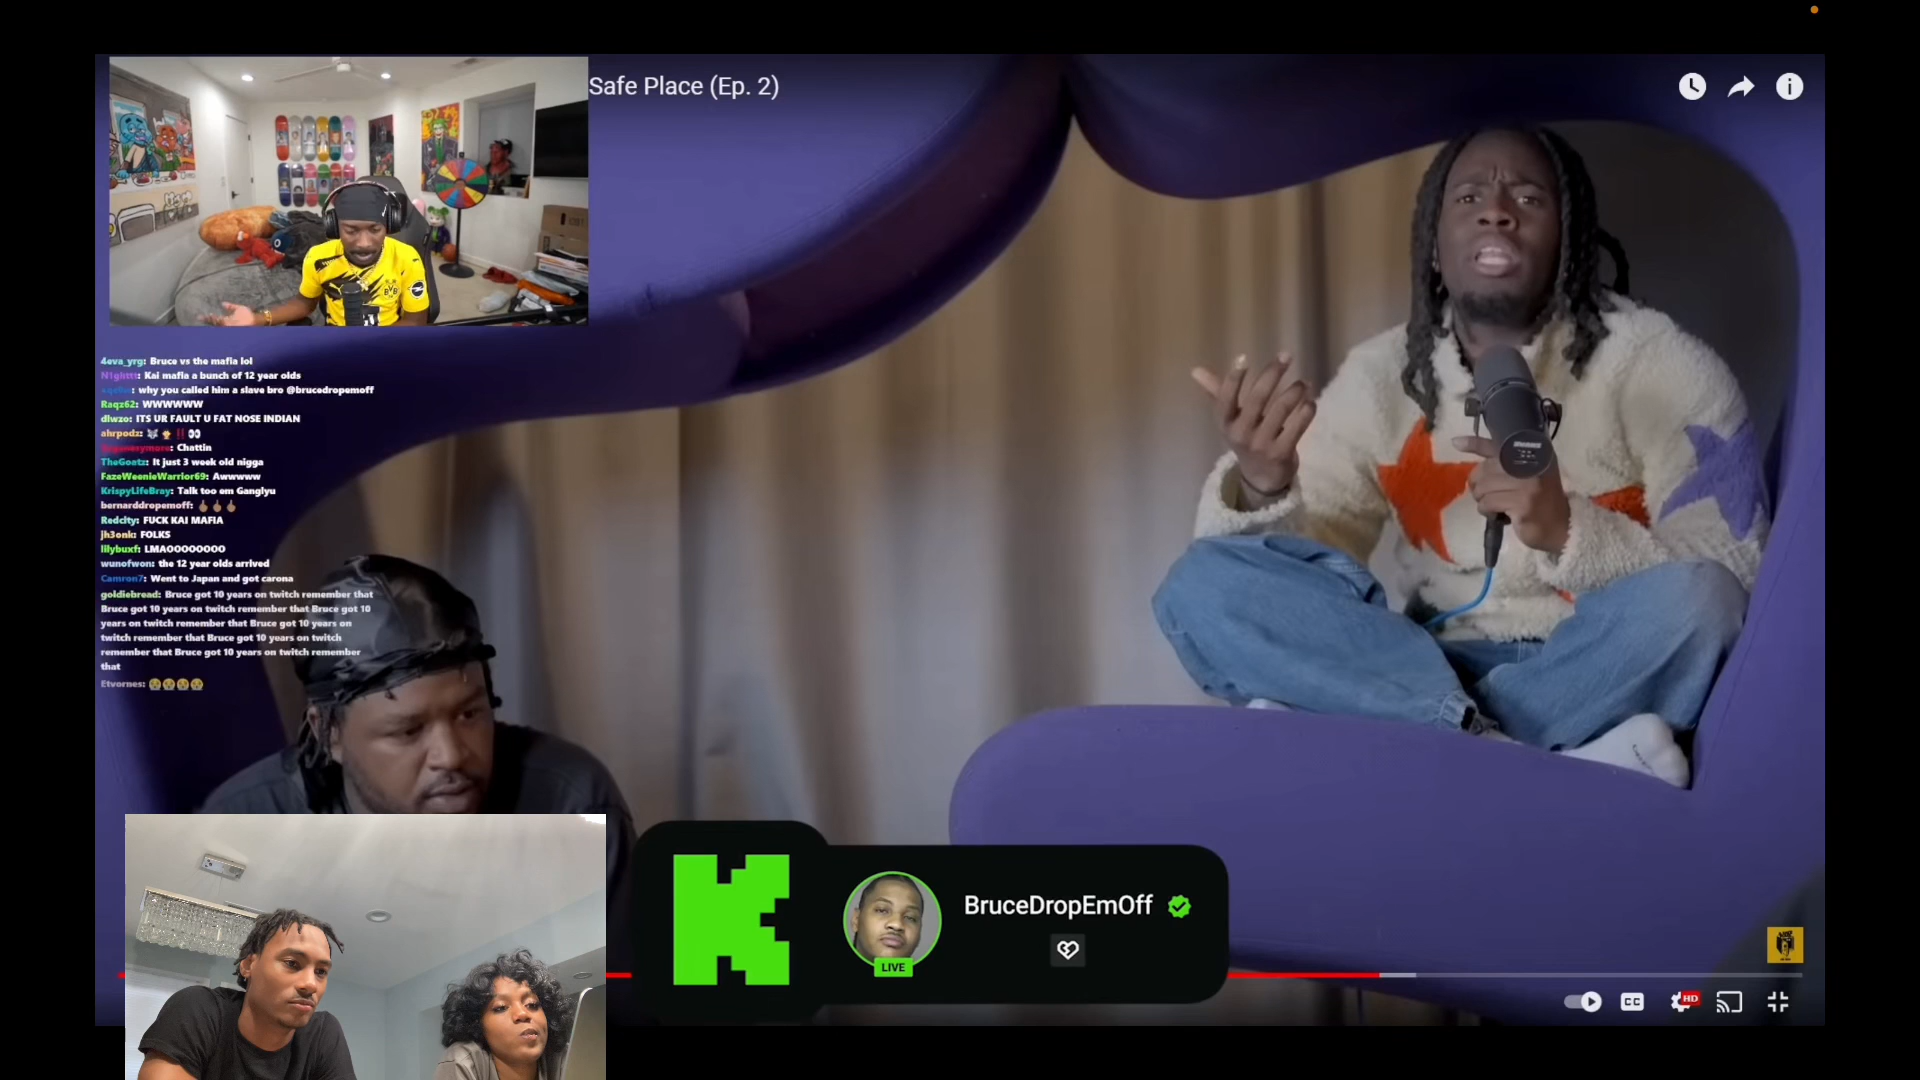 Safe Place (Ep. 2)
4eva_yrg: Bruce vs the mafia lol
Kai mafia a bunch of 12 year olds
: why you called him a slave bro @brucedropemoff
Raqz62: WWWWWW
dlwzo: ITS UR FAULT U FAT NOSE INDIAN
ahrpodz:
: Chattin
TheGoatz: It just 3 week old nigga
FazeWeenieWarrior69: Awwwww
KrispyLifeBray: Talk too em Ganglyu
bernarddropemoff:
Redcity: FUCK KAI MAFIA
jh3onk: FOLKS
lilybuxf: LMAOOOOOOOO
wunofwon: the 12 year olds arrived
Camron7: Went to Japan and got carona
goldiebread: Bruce got 10 years on twitch remember that
Bruce got 10 years on twitch remember that Bruce got 10
years on twitch remember that Bruce got 10 years on
twitch remember that Bruce got 10 years on twitch
remember that Bruce got 10 years on twitch remember
that
Etvornes:
BruceDropEmOff
LIVE
CC
HD
BVB